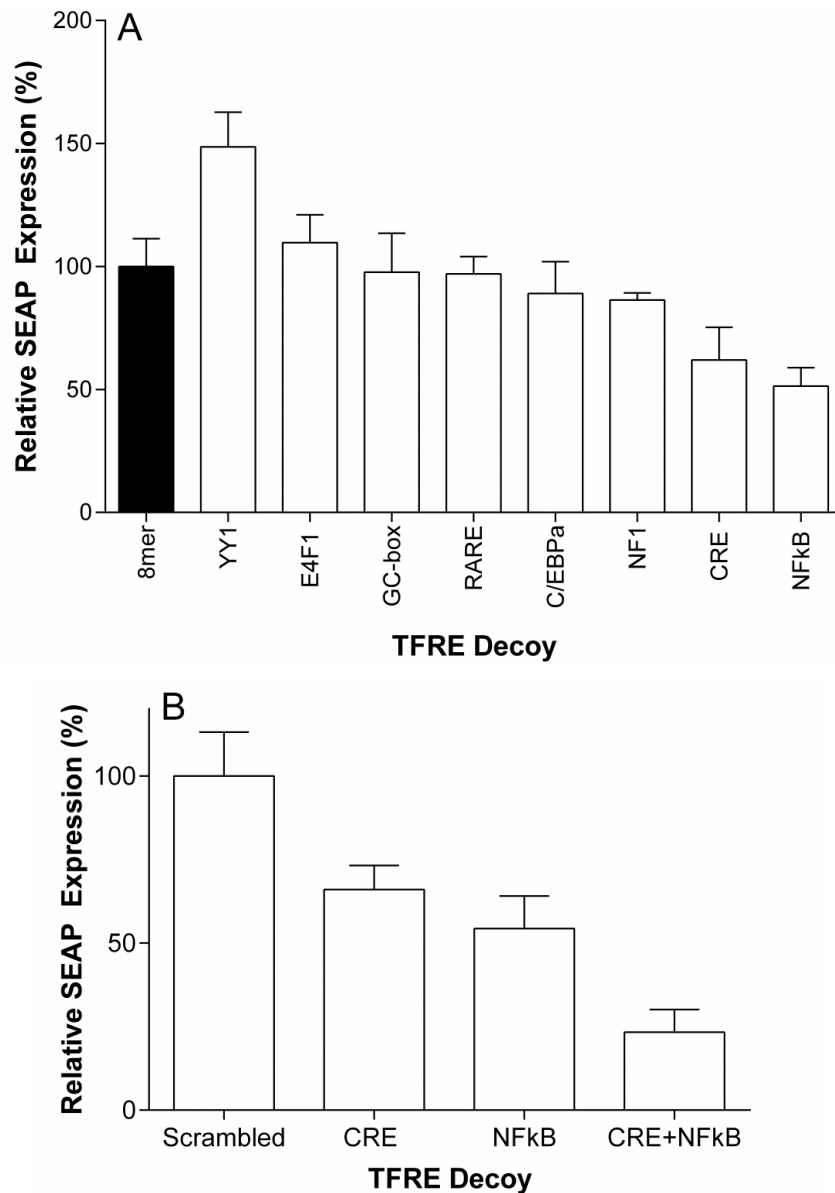 A
Relative SEAP Expression (%)
200
150
100
50
0
8mer
YY1
E4F1
GC-box
RARE
C/EBPa
NF1
CRE
NFkB
TFRE Decoy
B
Relative SEAP Expression (%)
100
50
0
Scrambled
CRE
NFkB
CRE+NFkB
TFRE Decoy